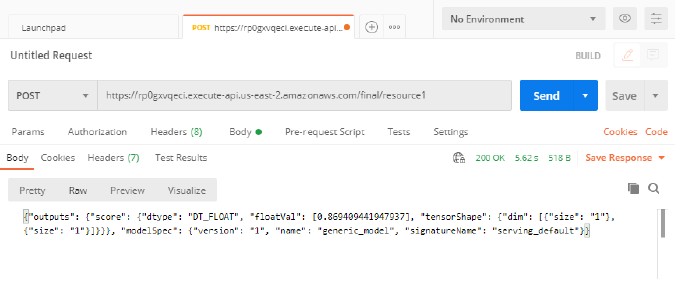 Launchpad
POST https://rp0gxvqeci.execute-api....
No Environment
Untitled Request
BUILD
POST
https://rp0gxvqeci.execute-api.us-east-2.amazonaws.com/final/resource1
Send
Save
Params Authorization Headers (8) Body Pre-request Script Tests Settings Cookies Code
Body Cookies Headers (7) Test Results 200 OK 5.62 s 518 B Save Response
Pretty Raw Preview Visualize
{"outputs": {"score": {"dtype": "DT_FLOAT", "floatVal": [0.869409441947937], "tensorShape": {"dim": [{"size": "1"},
{"size": "1"}]}}}, "modelSpec": {"version": "1", "name": "generic_model", "signatureName": "serving_default"}}